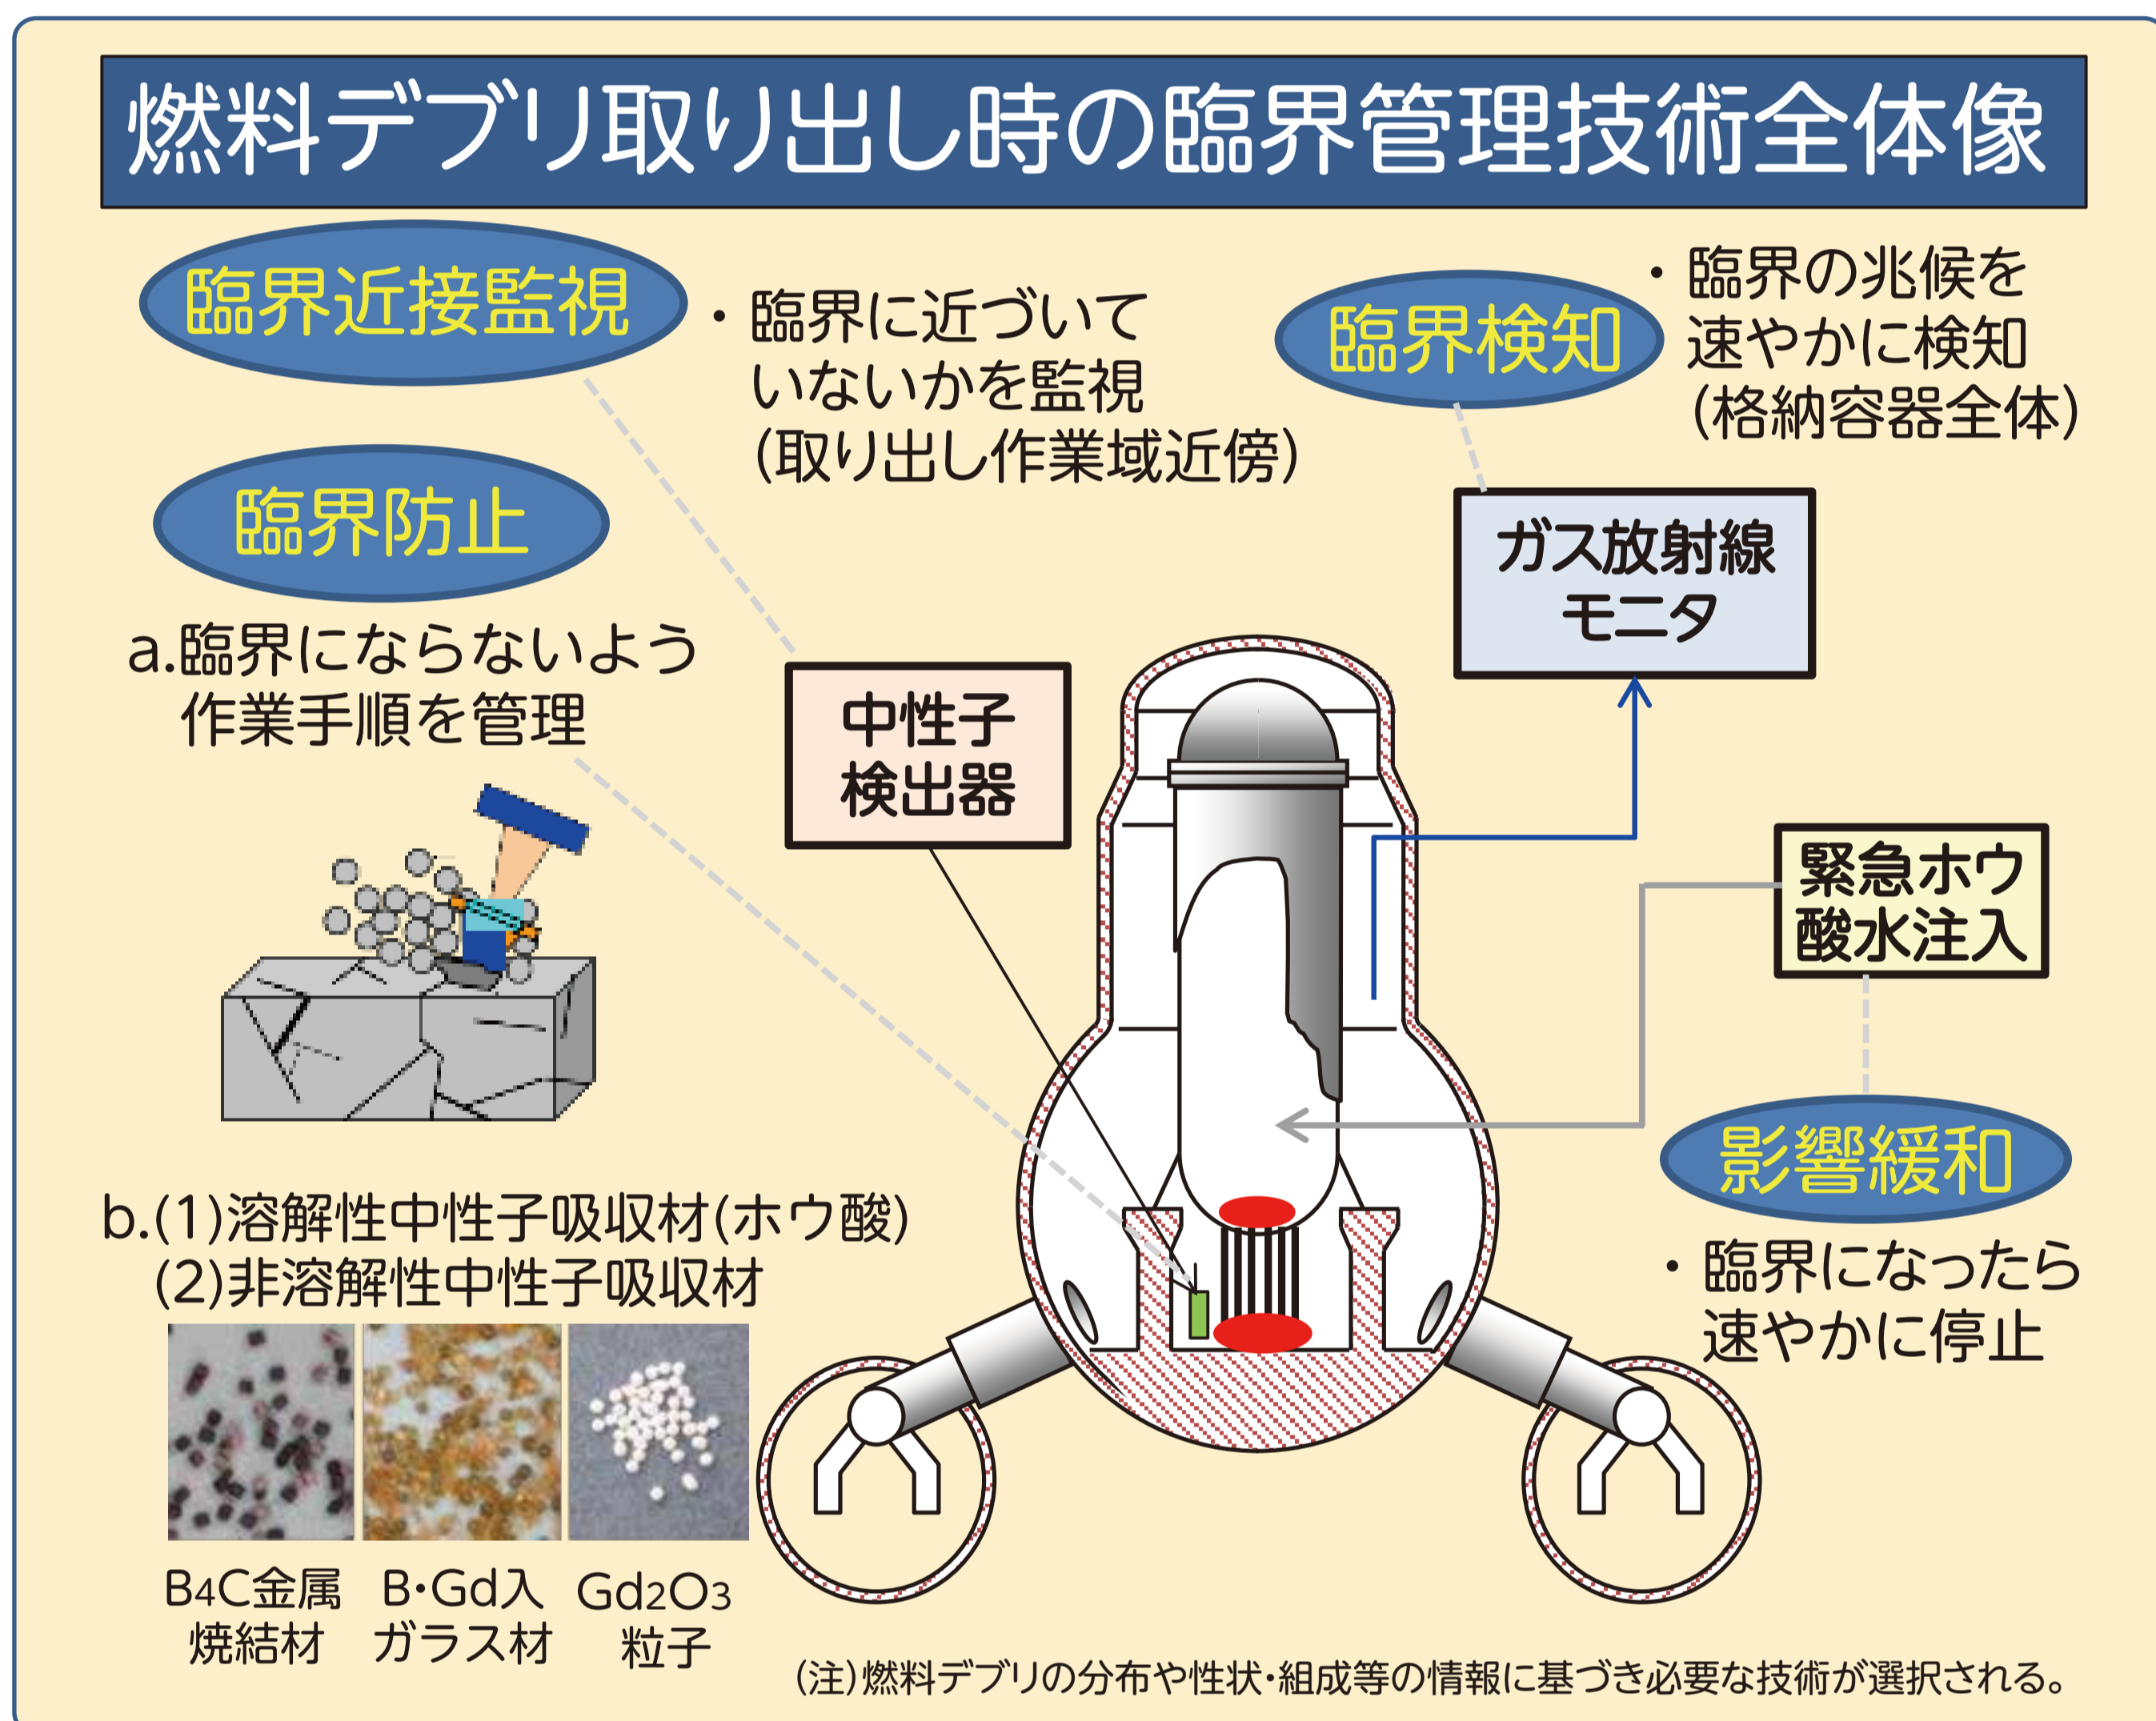 燃料デブリ取り出し時の臨界管理技術全体像
臨界近接監視
・臨界に近づいて
いないかを監視
(取り出し作業域近傍)
臨界検知
・臨界の兆候を
速やかに検知
(格納容器全体)
臨界防止
a.臨界にならないよう
作業手順を管理
ガス放射線
モニタ
中性子
検出器
緊急ホウ
酸水注入
影響緩和
・臨界になったら
速やかに停止
b.(1)溶解性中性子吸収材(ホウ酸)
(2)非溶解性中性子吸収材
B4C金属
焼結材
B・Gd入
ガラス材
Gd2O3
粒子
(注)燃料デブリの分布や性状・組成等の情報に基づき必要な技術が選択される。